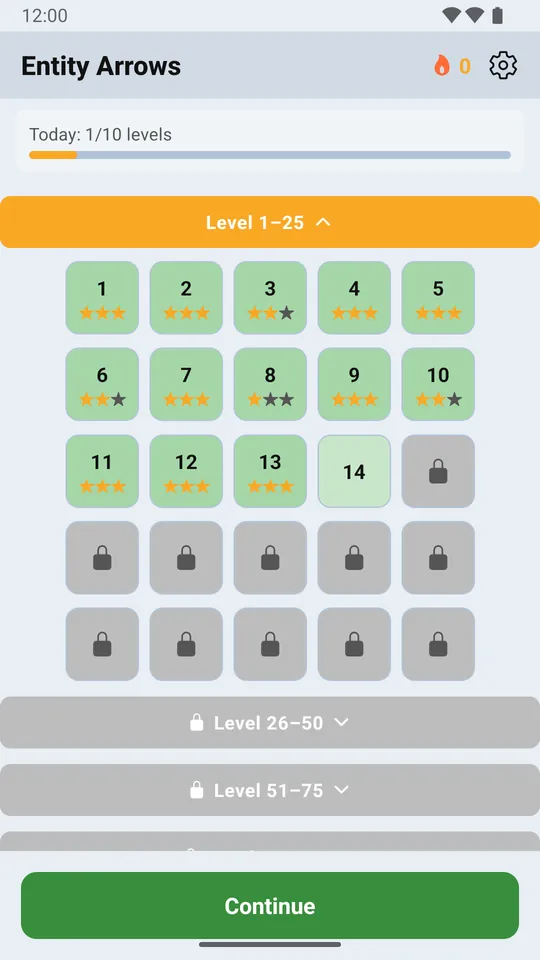 12:00
Entity Arrows
0
Today: 1/10 levels
Level 1–25
1 2 3 4 5
6 7 8 9 10
11 12 13 14
Level 26–50
Level 51–75
Continue